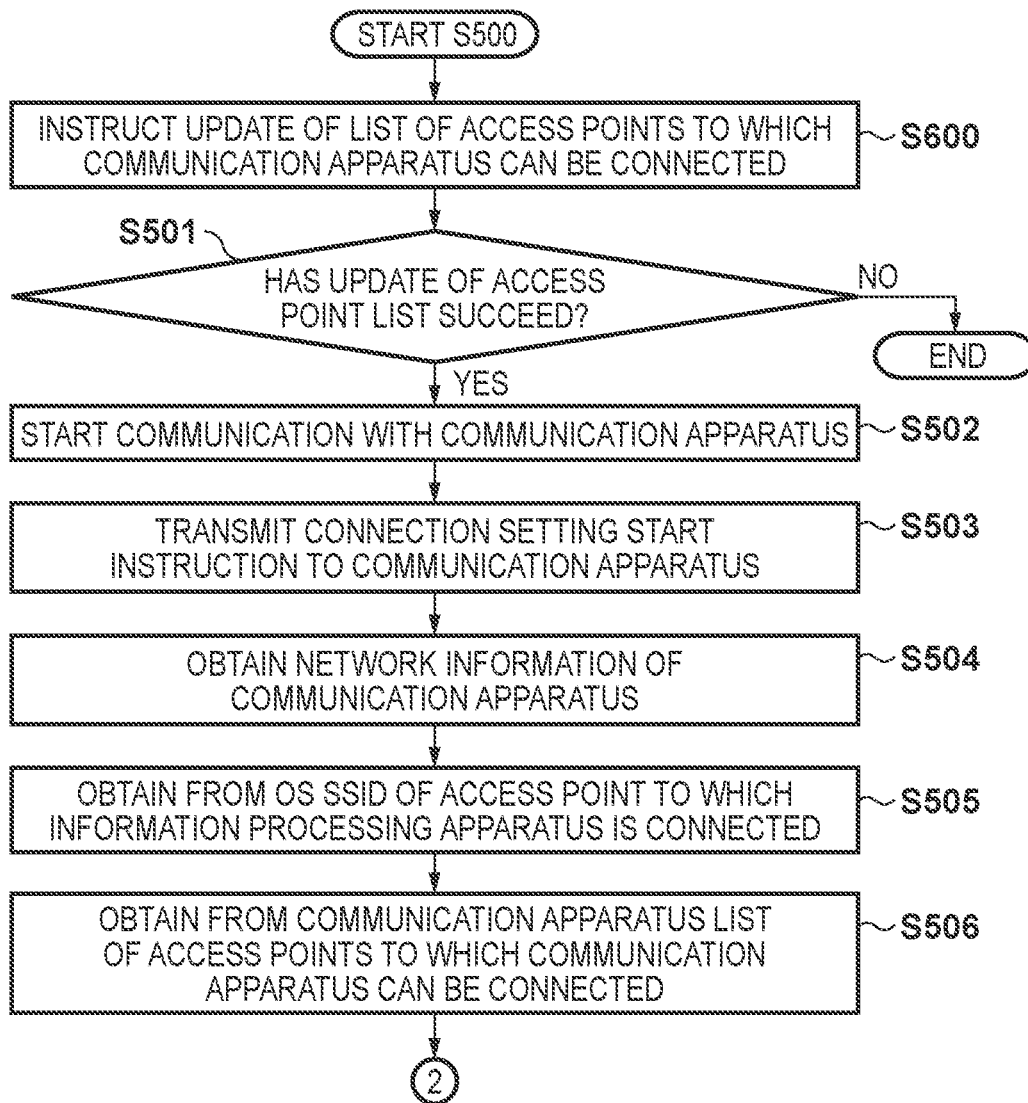 START S500
INSTRUCT UPDATE OF LIST OF ACCESS POINTS TO WHICH
COMMUNICATION APPARATUS CAN BE CONNECTED
S600
S501
HAS UPDATE OF ACCESS
POINT LIST SUCCEED?
NO
END
YES
START COMMUNICATION WITH COMMUNICATION APPARATUS
S502
TRANSMIT CONNECTION SETTING START
INSTRUCTION TO COMMUNICATION APPARATUS
S503
OBTAIN NETWORK INFORMATION OF
COMMUNICATION APPARATUS
S504
OBTAIN FROM OS SSID OF ACCESS POINT TO WHICH
INFORMATION PROCESSING APPARATUS IS CONNECTED
S505
OBTAIN FROM COMMUNICATION APPARATUS LIST
OF ACCESS POINTS TO WHICH COMMUNICATION
APPARATUS CAN BE CONNECTED
S506
2